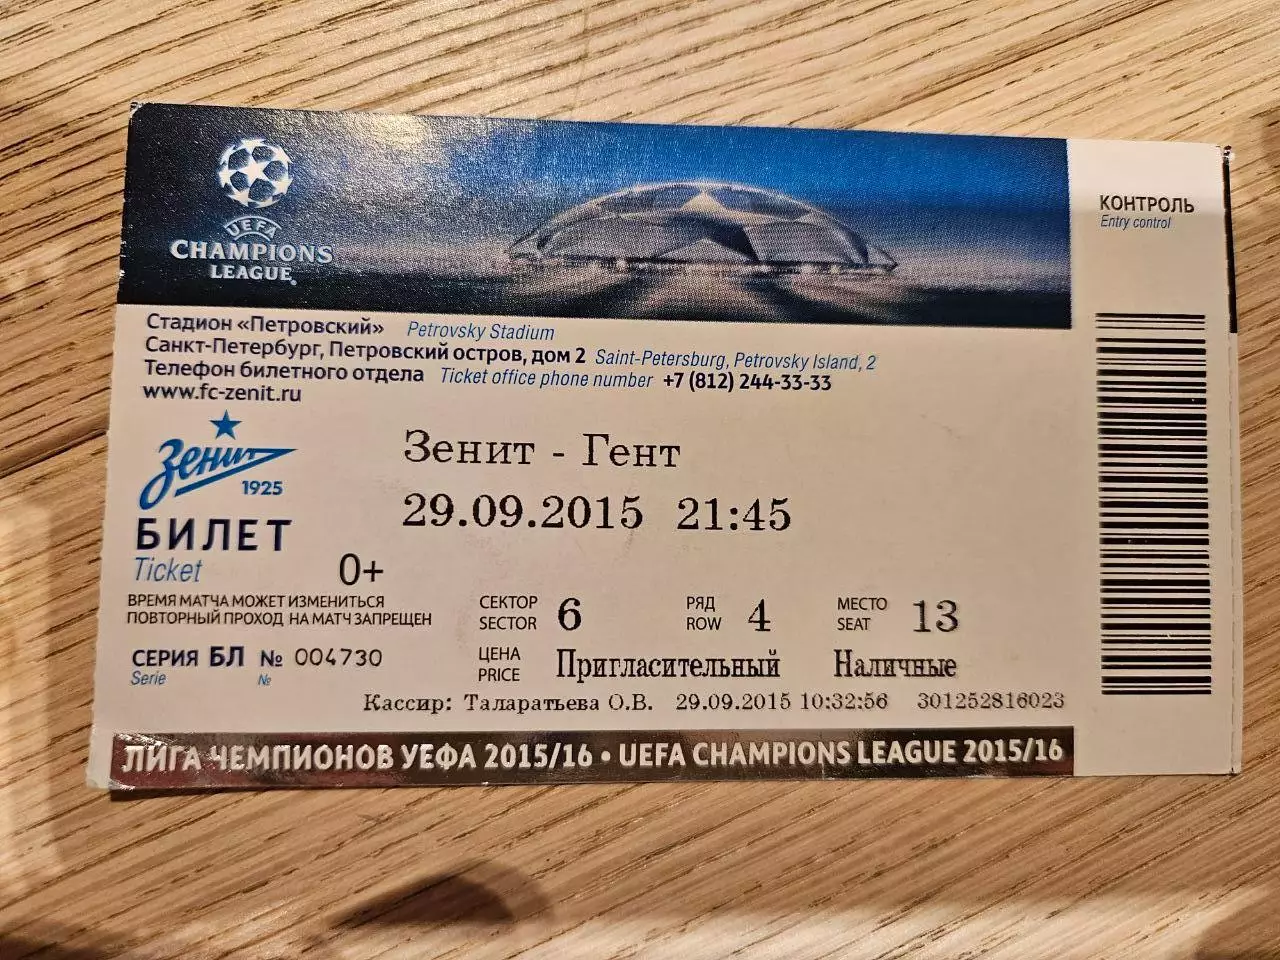 UEFA
CHAMPIONS
LEAGUE®
КОНТРОЛЬ
Entry control
Стадион «Петровский» Petrovsky Stadium
Санкт-Петербург, Петровский остров, дом 2 Saint-Petersburg, Petrovsky Island, 2
Телефон билетного отдела Ticket office phone number +7 (812) 244-33-33
www.fc-zenit.ru
Зенит
1925
Зенит - Гент
29.09.2015 21:45
БИЛЕТ
Ticket
0+
ВРЕМЯ МАТЧА МОЖЕТ ИЗМЕНИТЬСЯ
ПОВТОРНЫЙ ПРОХОД НА МАТЧ ЗАПРЕЩЕН
СЕКТОР
SECTOR 6
РЯД
ROW 4
МЕСТО
SEAT 13
СЕРИЯ БЛ № 004730
Serie №
ЦЕНА
PRICE Пригласительный Наличные
Кассир: Таларатьева О.В. 29.09.2015 10:32:56 301252816023
ЛИГА ЧЕМПИОНОВ УЕФА 2015/16 • UEFA CHAMPIONS LEAGUE 2015/16